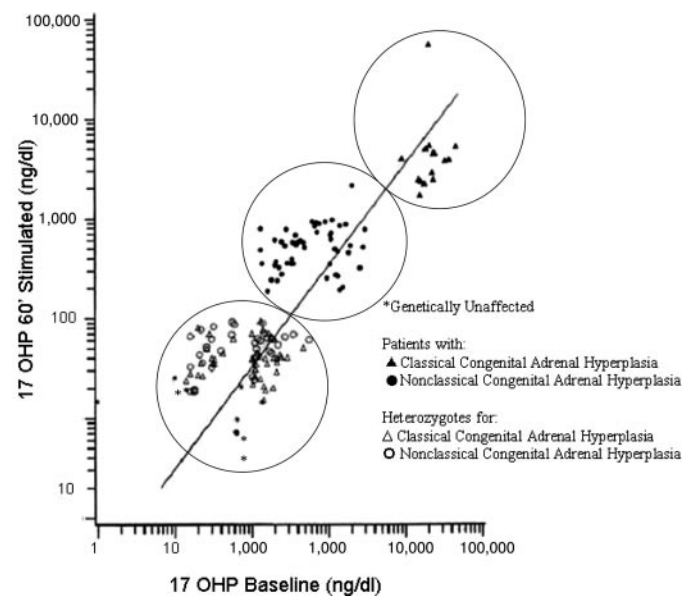 100,000
10,000
1,000
100
10
17 OHP 60' Stimulated (ng/dl)
*Genetically Unaffected
Patients with:
▲ Classical Congenital Adrenal Hyperplasia
● Nonclassical Congenital Adrenal Hyperplasia
Heterozygotes for:
△ Classical Congenital Adrenal Hyperplasia
○ Nonclassical Congenital Adrenal Hyperplasia
1 10 1,000 1,000 10,000 100,000
17 OHP Baseline (ng/dl)